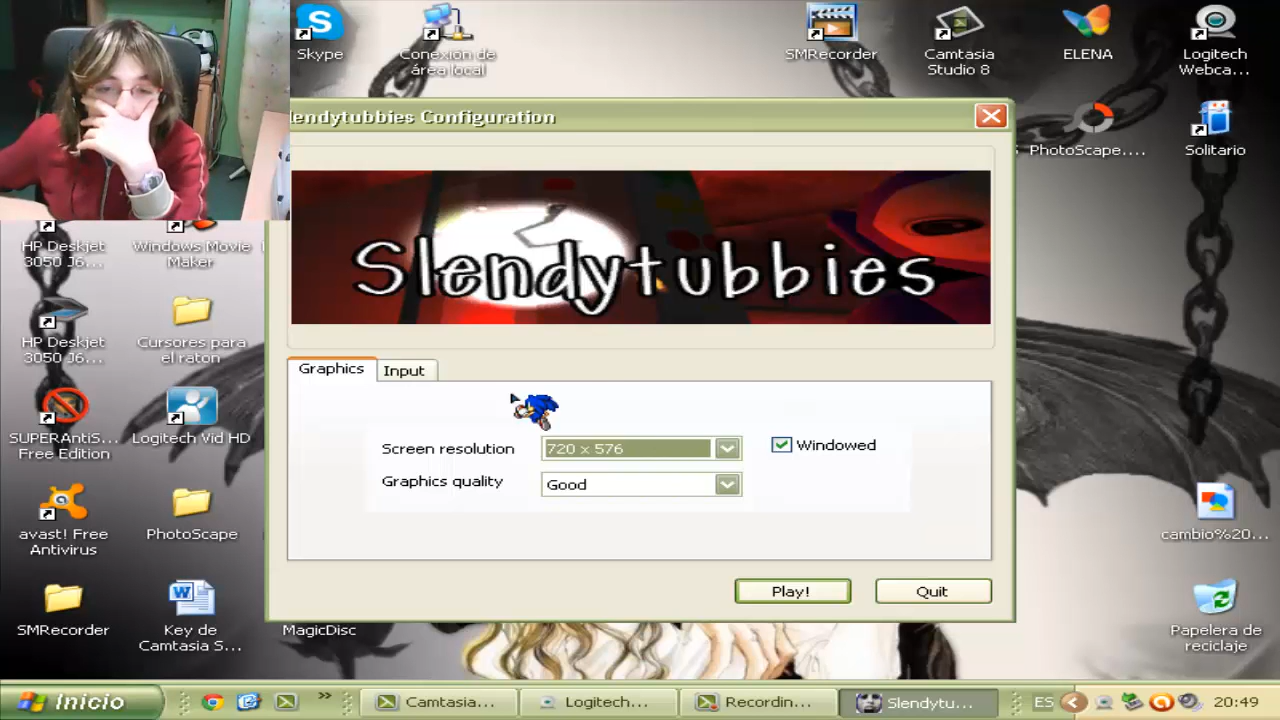 Skype
Conexión de
área local
SMRecorder
Camtasia
Studio 8
ELENA
Logitech
Webca...
lendytubbies Configuration
PhotoScape....
Solitario
HP Deskjet
3050 J6...
Windows Movie
Maker
Slendytubbies
HP Deskjet
3050 J6...
Cursores para
el raton
Graphics
Input
SUPERAntiS...
Free Edition
Logitech Vid HD
Screen resolution
720 x 576
Windowed
Graphics quality
Good
avast! Free
Antivirus
PhotoScape
cambio%20...
Play!
Quit
SMRecorder
Key de
Camtasia S...
MagicDisc
Papelera de
reciclaje
Inicio
Camtasia...
Logitech...
Recordin...
Slendytu...
ES
20:49